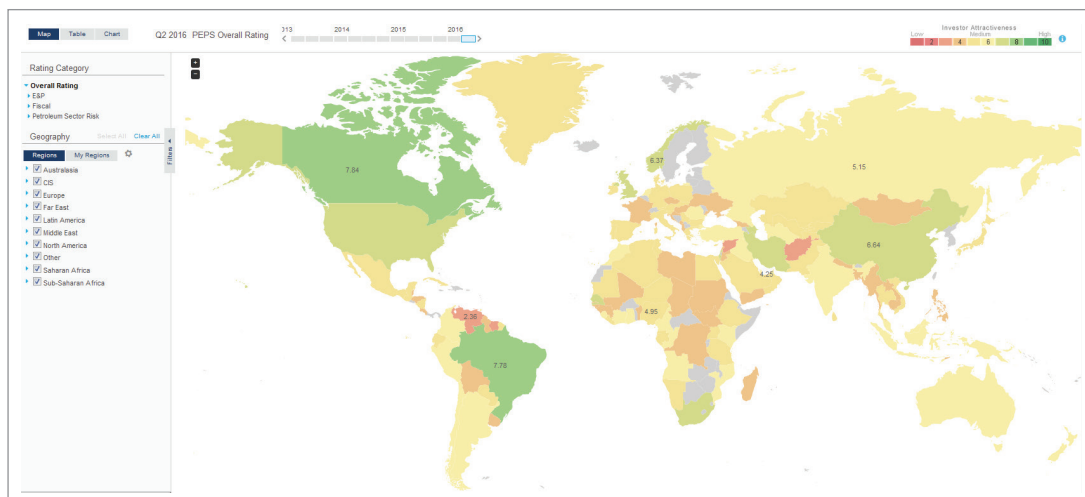 Map Table Chart
Q2 2016 PEPS Overall Rating
2013 2014 2015 2016
Investor Attractiveness
Low Medium High
2 4 6 8 10
Rating Category
Overall Rating
E&P
Fiscal
Petroleum Sector Risk
Geography Select All Clear All
Regions My Regions
Filters
Australasia
CIS
Europe
Far East
Latin America
Middle East
North America
Other
Saharan Africa
Sub-Saharan Africa
+
−
7.84
6.37
5.15
6.64
4.25
4.95
2.36
7.78